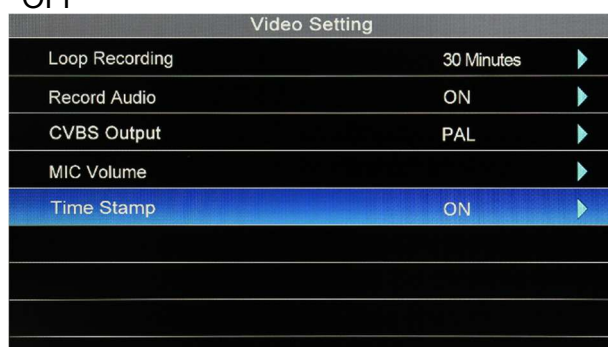 Video Setting
Loop Recording 30 Minutes
Record Audio ON
CVBS Output PAL
MIC Volume
Time Stamp ON